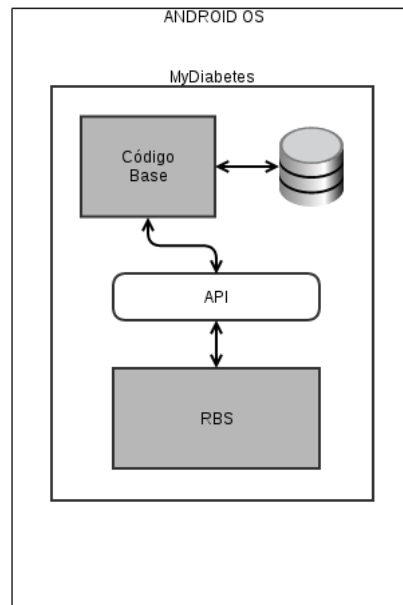 ANDROID OS
MyDiabetes
Código
Base
API
RBS